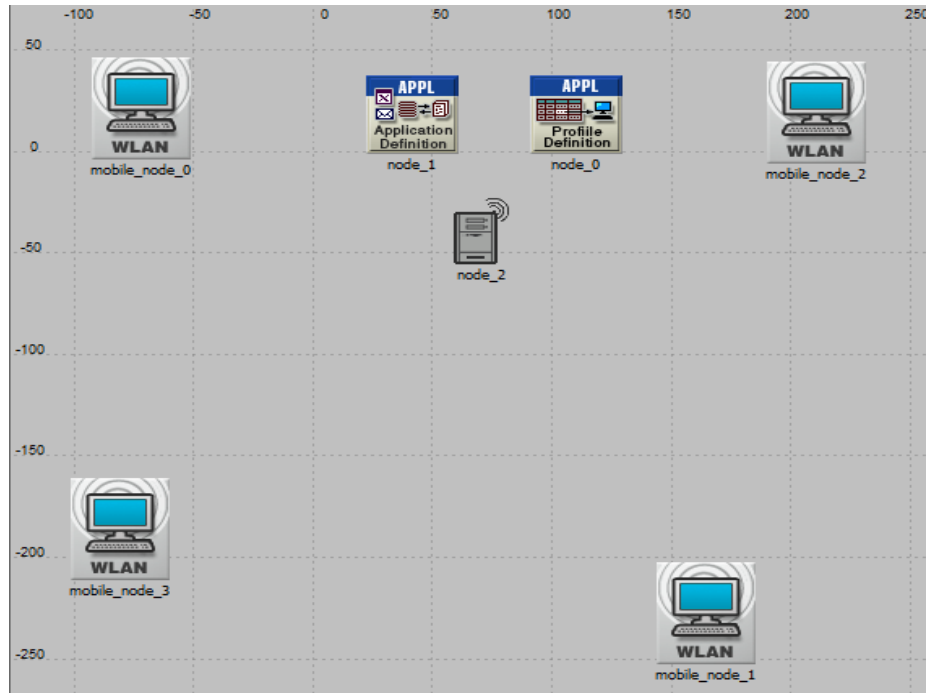 -100 -50 0 50 100 150 200 250
50
APPL
Application
Definition
APPL
Profiile
Definition
WLAN
WLAN
0
mobile_node_0
node_1
node_0
mobile_node_2
-50
node_2
-100
-150
-200
WLAN
mobile_node_3
WLAN
-250
mobile_node_1